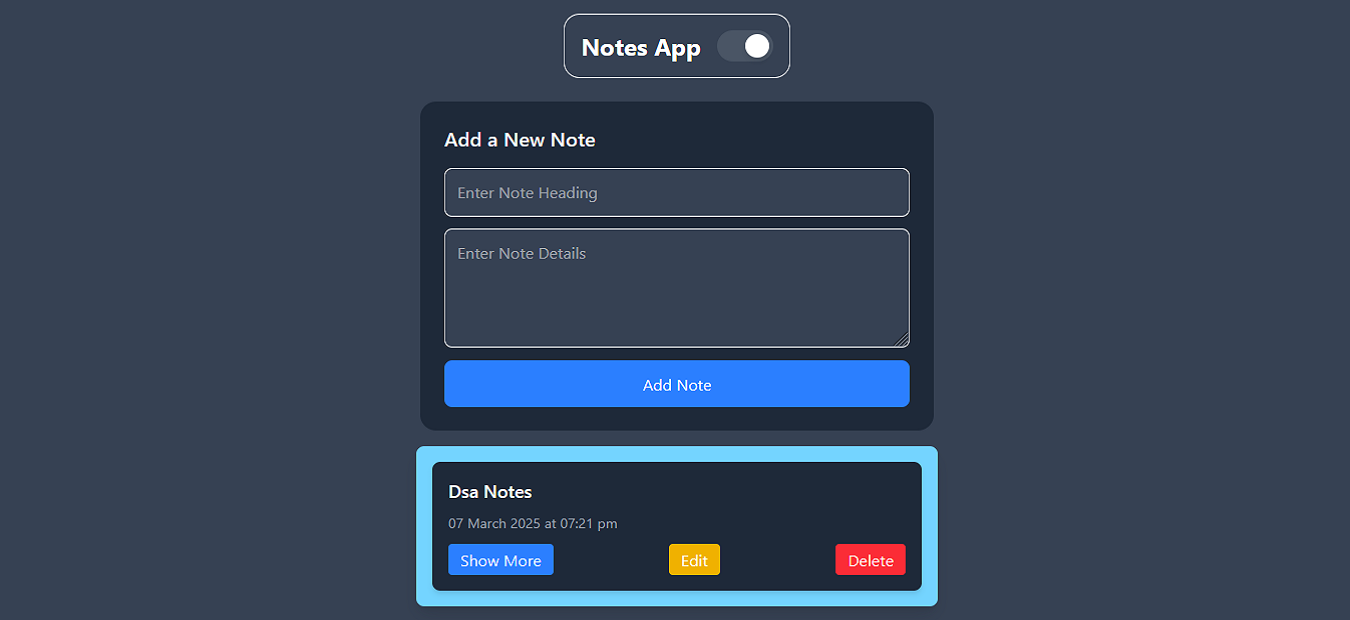 Notes App
Add a New Note
Enter Note Heading
Enter Note Details
Add Note
Dsa Notes
07 March 2025 at 07:21 pm
Show More Edit Delete